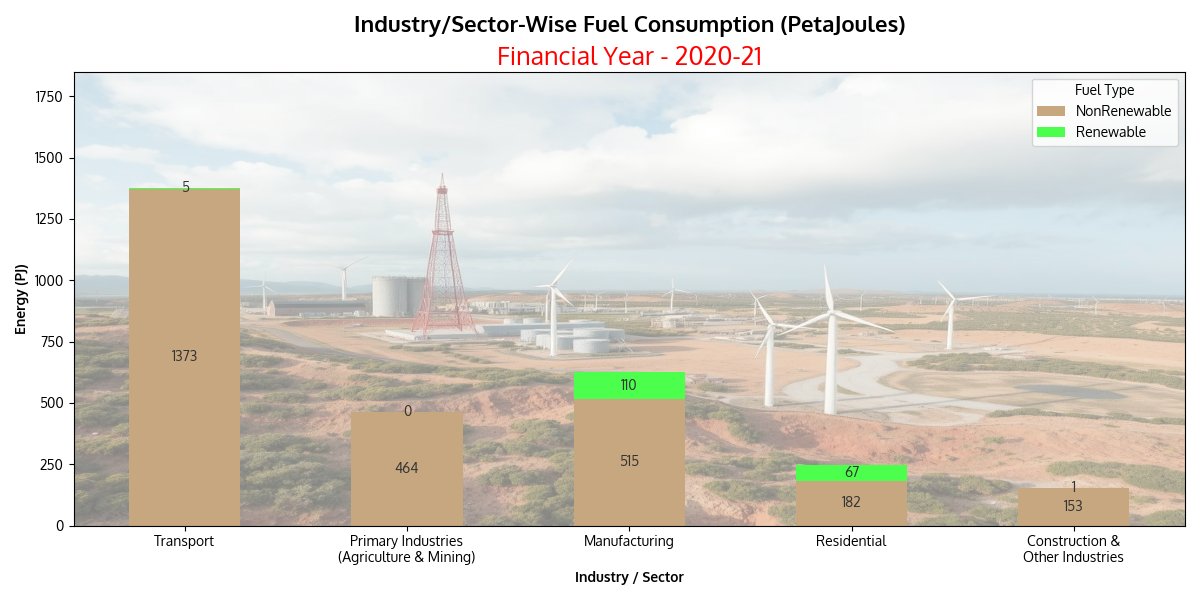 Industry/Sector-Wise Fuel Consumption (PetaJoules)
Financial Year - 2020-21
Fuel Type
NonRenewable
Renewable
Energy (PJ)
1750
1500
1250
1000
750
500
250
0
5
1373
0
464
110
515
67
182
1
153
Transport
Primary Industries
(Agriculture & Mining)
Manufacturing
Residential
Construction &
Other Industries
Industry / Sector